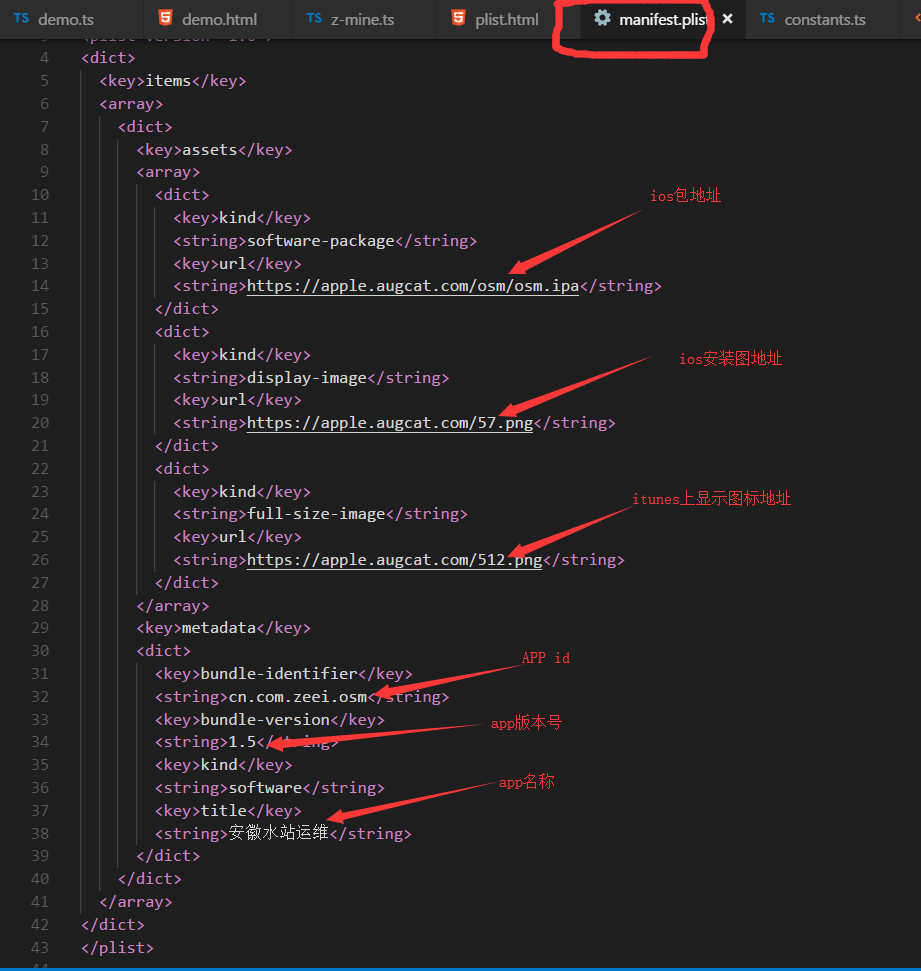 demo.ts demo.html z-mine.ts plist.html manifest.plist × constants.ts
4 <dict>
5 <key>items</key>
6 <array>
7 <dict>
8 <key>assets</key>
9 <array>
10 <dict>
ios包地址
11 <key>kind</key>
12 <string>software-package</string>
13 <key>url</key>
14 <string>https://apple.augcat.com/osm/osm.ipa</string>
15 </dict>
16 <dict>
17 <key>kind</key>
ios安装图地址
18 <string>display-image</string>
19 <key>url</key>
20 <string>https://apple.augcat.com/57.png</string>
21 </dict>
22 <dict>
23 <key>kind</key>
itunes上显示图标地址
24 <string>full-size-image</string>
25 <key>url</key>
26 <string>https://apple.augcat.com/512.png</string>
27 </dict>
28 </array>
29 <key>metadata</key>
30 <dict>
APP id
31 <key>bundle-identifier</key>
32 <string>cn.com.zeei.osm</string>
33 <key>bundle-version</key>
app版本号
34 <string>1.5</string>
35 <key>kind</key>
app名称
36 <string>software</string>
37 <key>title</key>
38 <string>安徽水站运维</string>
39 </dict>
40 </dict>
41 </array>
42 </dict>
43 </plist>